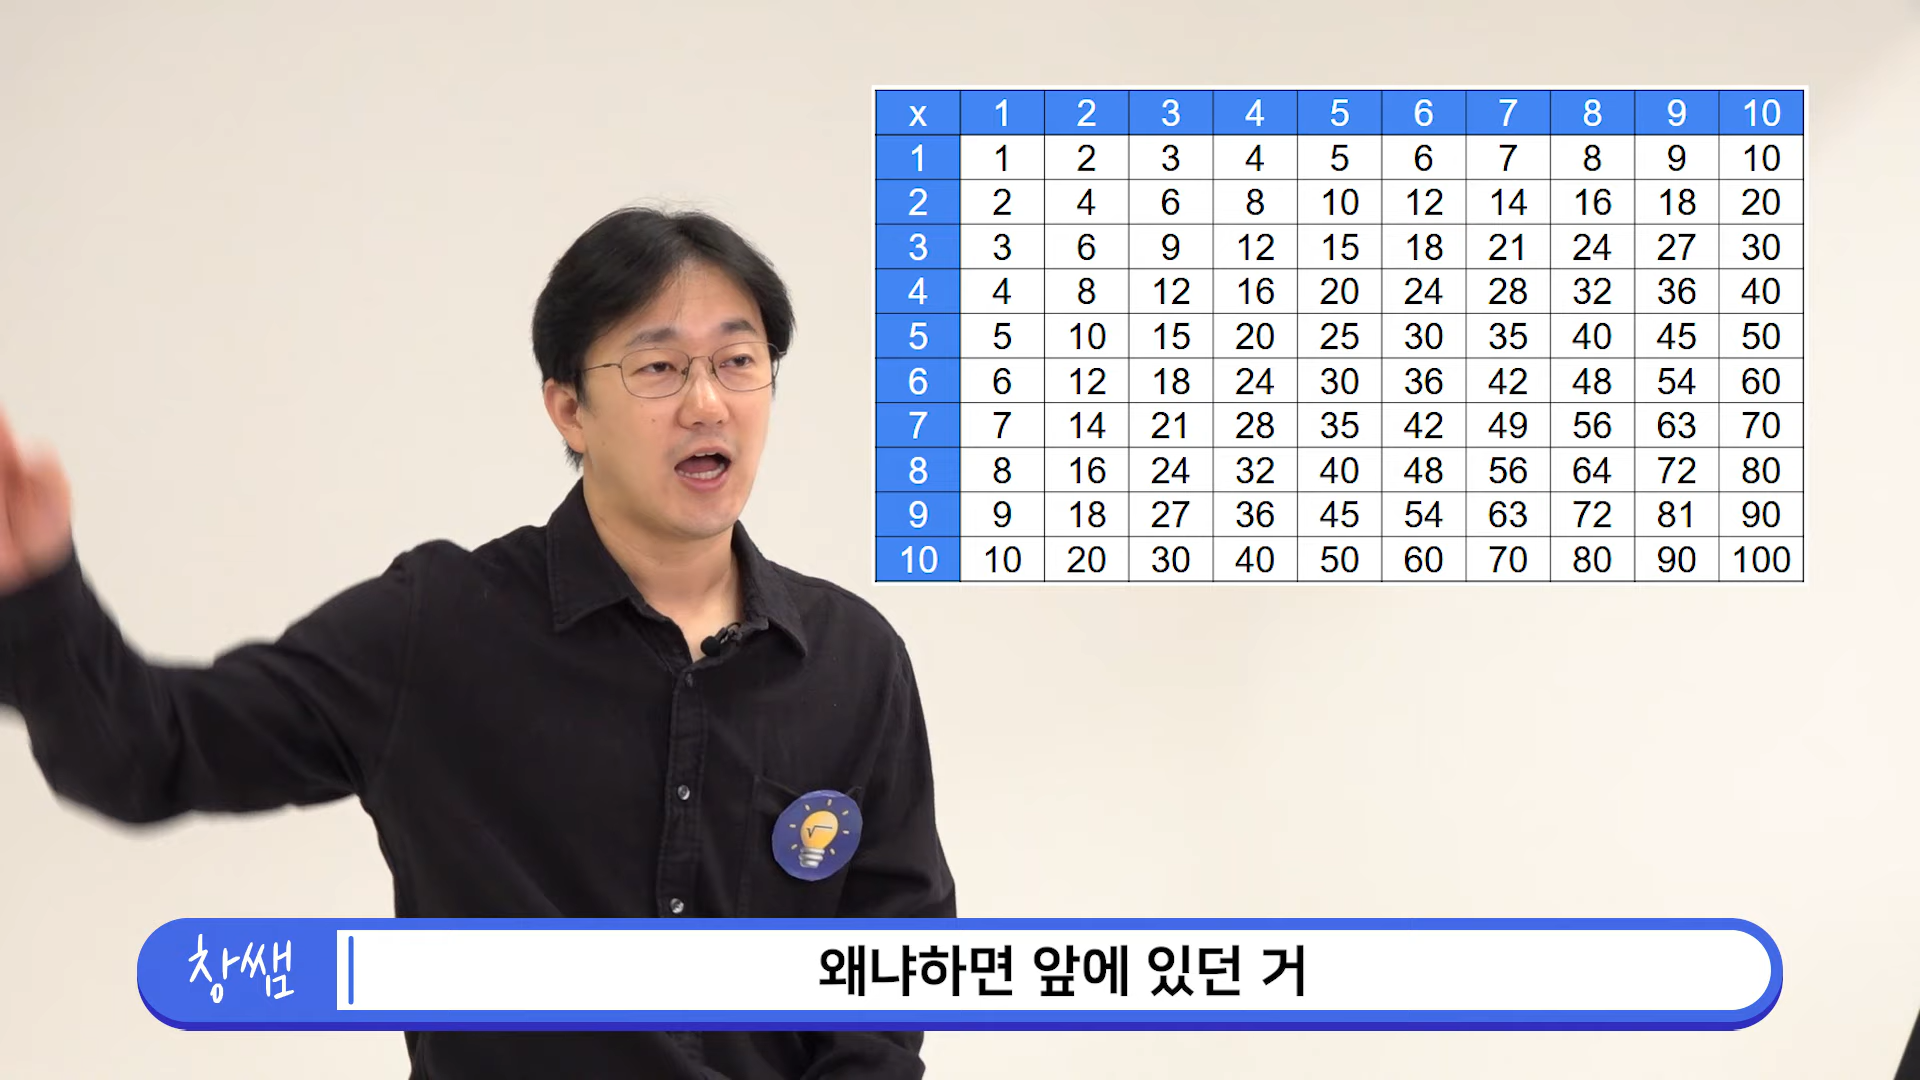 x 1 2 3 4 5 6 7 8 9 10
1 1 2 3 4 5 6 7 8 9 10
2 2 4 6 8 10 12 14 16 18 20
3 3 6 9 12 15 18 21 24 27 30
4 4 8 12 16 20 24 28 32 36 40
5 5 10 15 20 25 30 35 40 45 50
6 6 12 18 24 30 36 42 48 54 60
7 7 14 21 28 35 42 49 56 63 70
8 8 16 24 32 40 48 56 64 72 80
9 9 18 27 36 45 54 63 72 81 90
10 10 20 30 40 50 60 70 80 90 100
√
창쌤
왜냐하면 앞에 있던 거